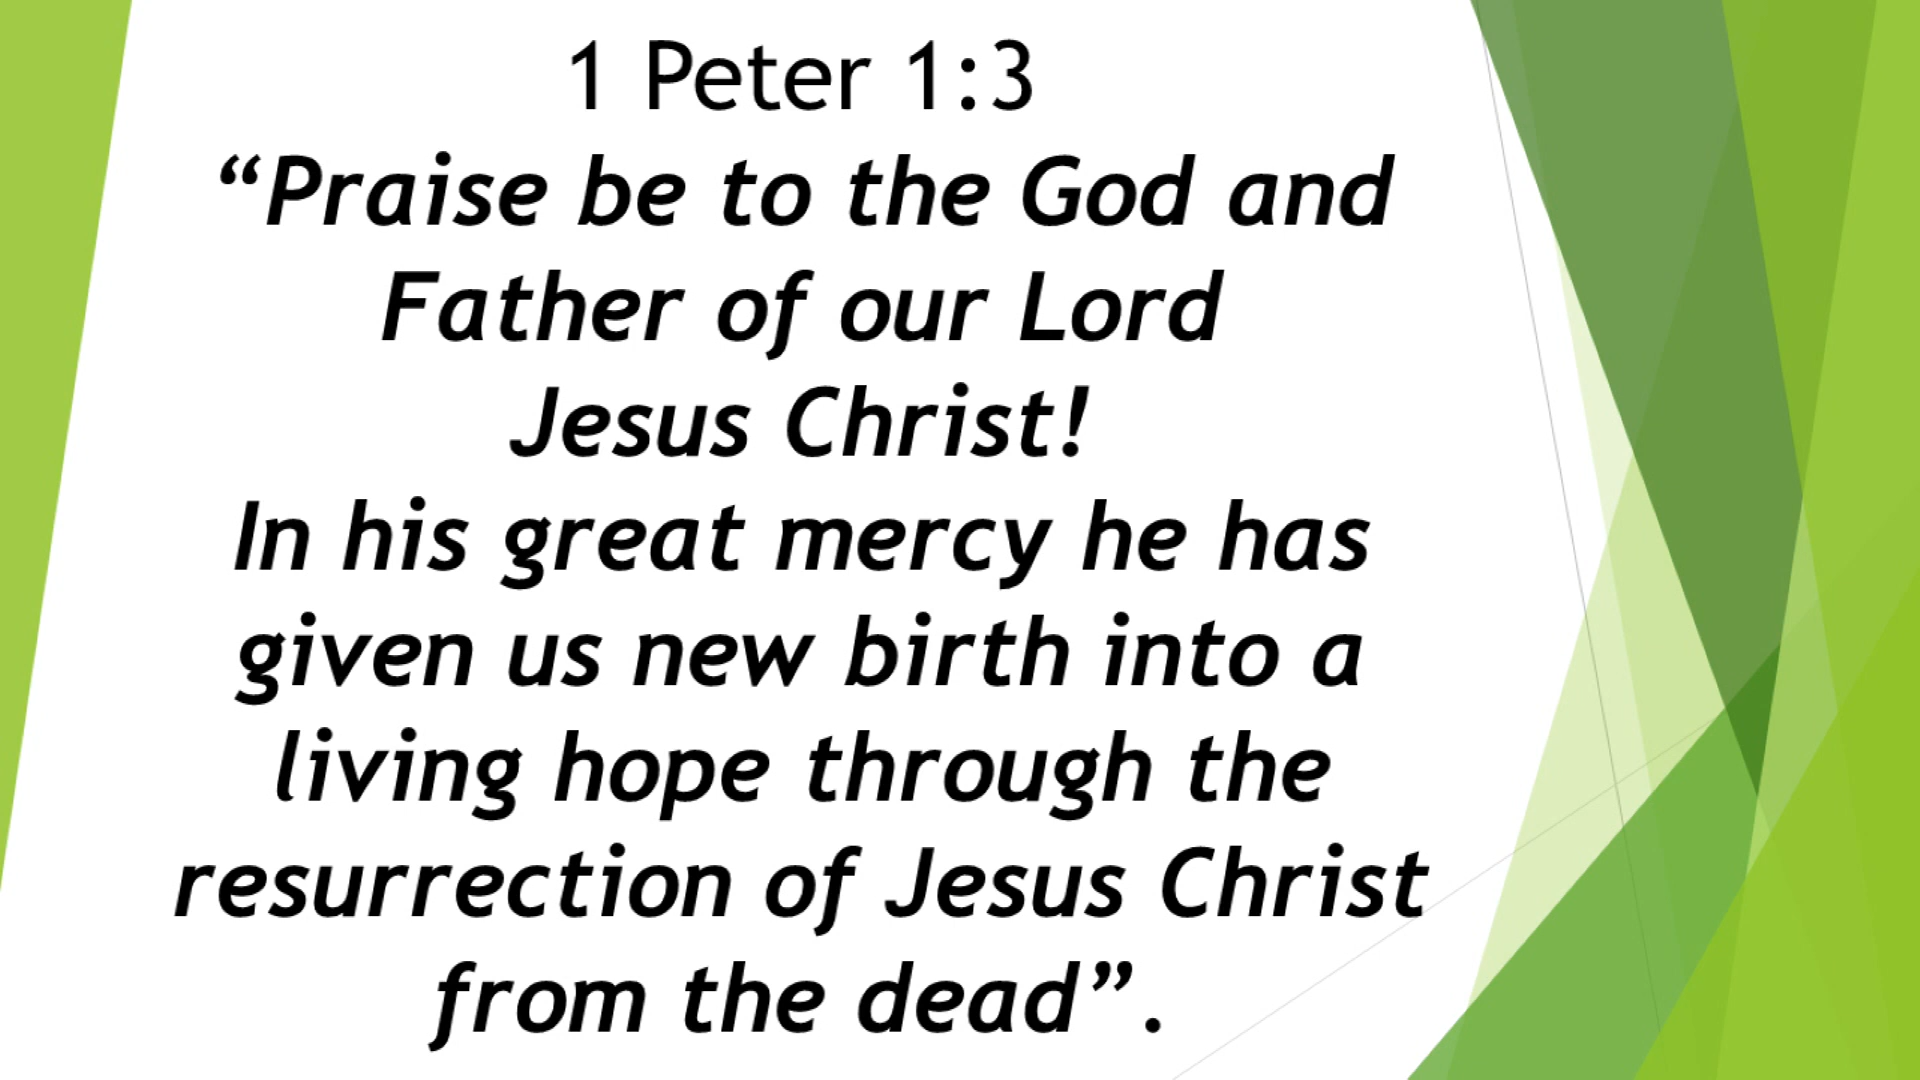 1 Peter 1:3
“Praise be to the God and
Father of our Lord
Jesus Christ!
In his great mercy he has
given us new birth into a
living hope through the
resurrection of Jesus Christ
from the dead”.